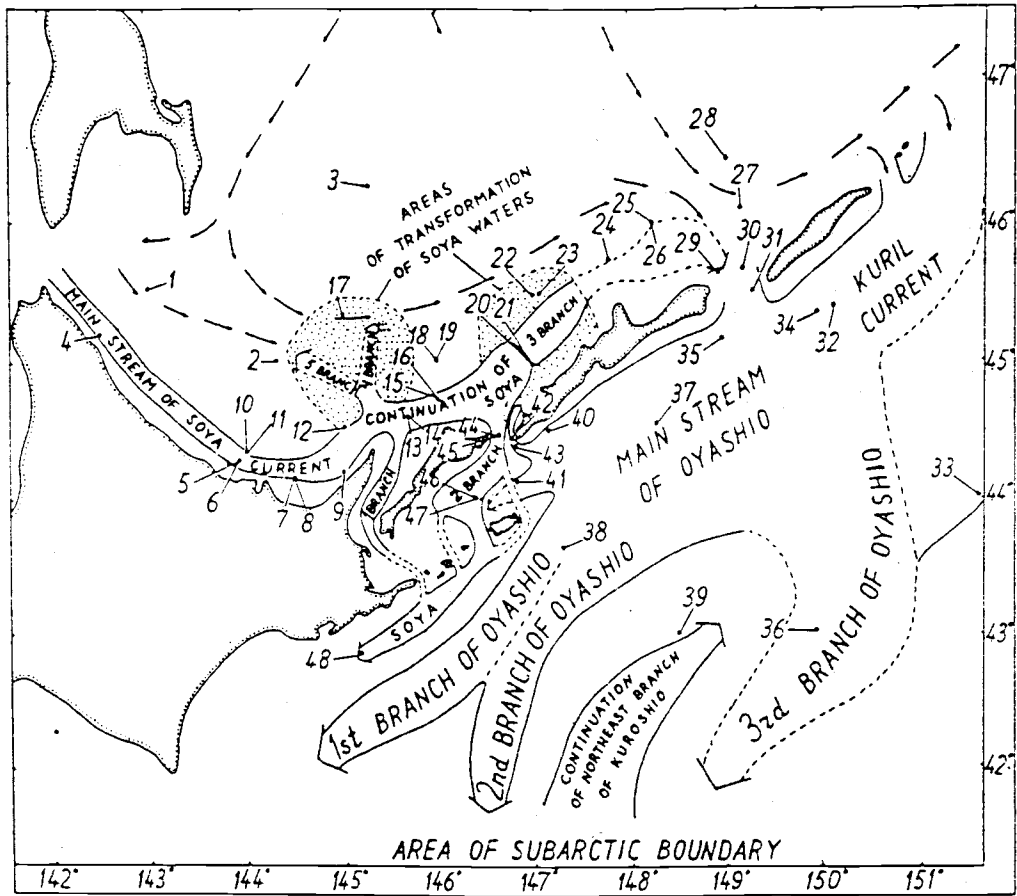 47°
28
27
3
AREAS
OF TRANSFORMATION
OF SOYA WATERS
25
46°
24
30
31
29
26
22
23
1
17
KURIL
CURRENT
20
21
3 BRANCH
34
32
MAIN STREAM OF SOYA
4
2
18
19
16
35
45°
5 BRANCH
BRANCH
15
CONTINUATION OF
SOYA
37
MAIN STREAM
OF OYASHIO
10
11
12
13
14
44
42
40
45
43
CURRENT
5
6
7
8
9
1 BRANCH
2 BRANCH
46
47
41
33
44°
38
SOYA
48
39
36
43°
1st BRANCH OF OYASHIO
2nd BRANCH OF OYASHIO
3rd BRANCH OF OYASHIO
CONTINUATION
OF NORTHEAST BRANCH
OF KUROSHIO
42°
AREA OF SUBARCTIC BOUNDARY
142° 143° 144° 145° 146° 147° 148° 149° 150° 151°